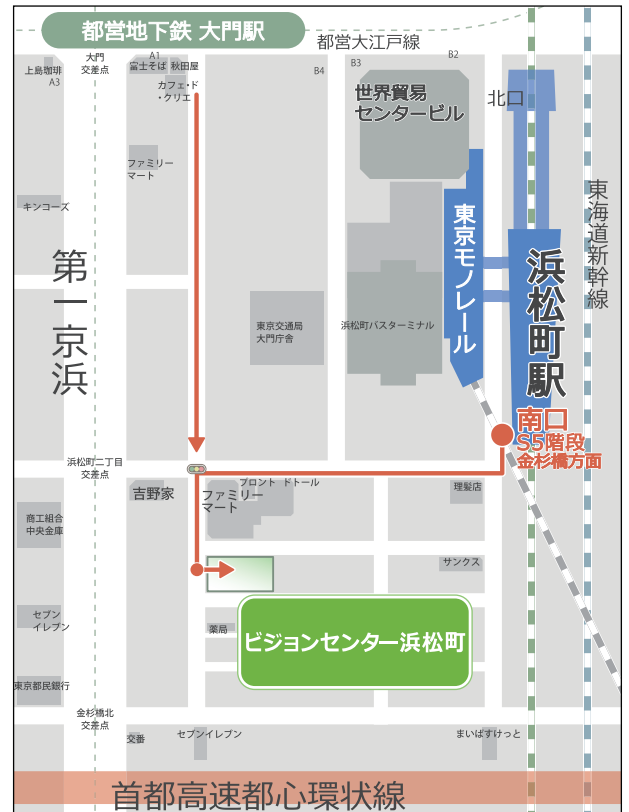 都営地下鉄 大門駅
都営大江戸線
大門
交差点
上島珈琲
A3
A1
富士そば 秋田屋
カフェ・ド
・クリエ
B4
B3
B2
世界貿易
センタービル
北口
ファミリー
マート
キンコーズ
東海道新幹線
第一京浜
東京モノレール
浜松町駅
東京交通局
大門庁舎
浜松町バスターミナル
南口
S5階段
金杉橋方面
浜松町二丁目
交差点
吉野家
ファミリー
マート
プロント ドトール
理髪店
商工組合
中央金庫
サンクス
セブン
イレブン
薬局
ビジョンセンター浜松町
東京都民銀行
金杉橋北
交差点
交番
セブンイレブン
まいばすけっと
首都高速都心環状線